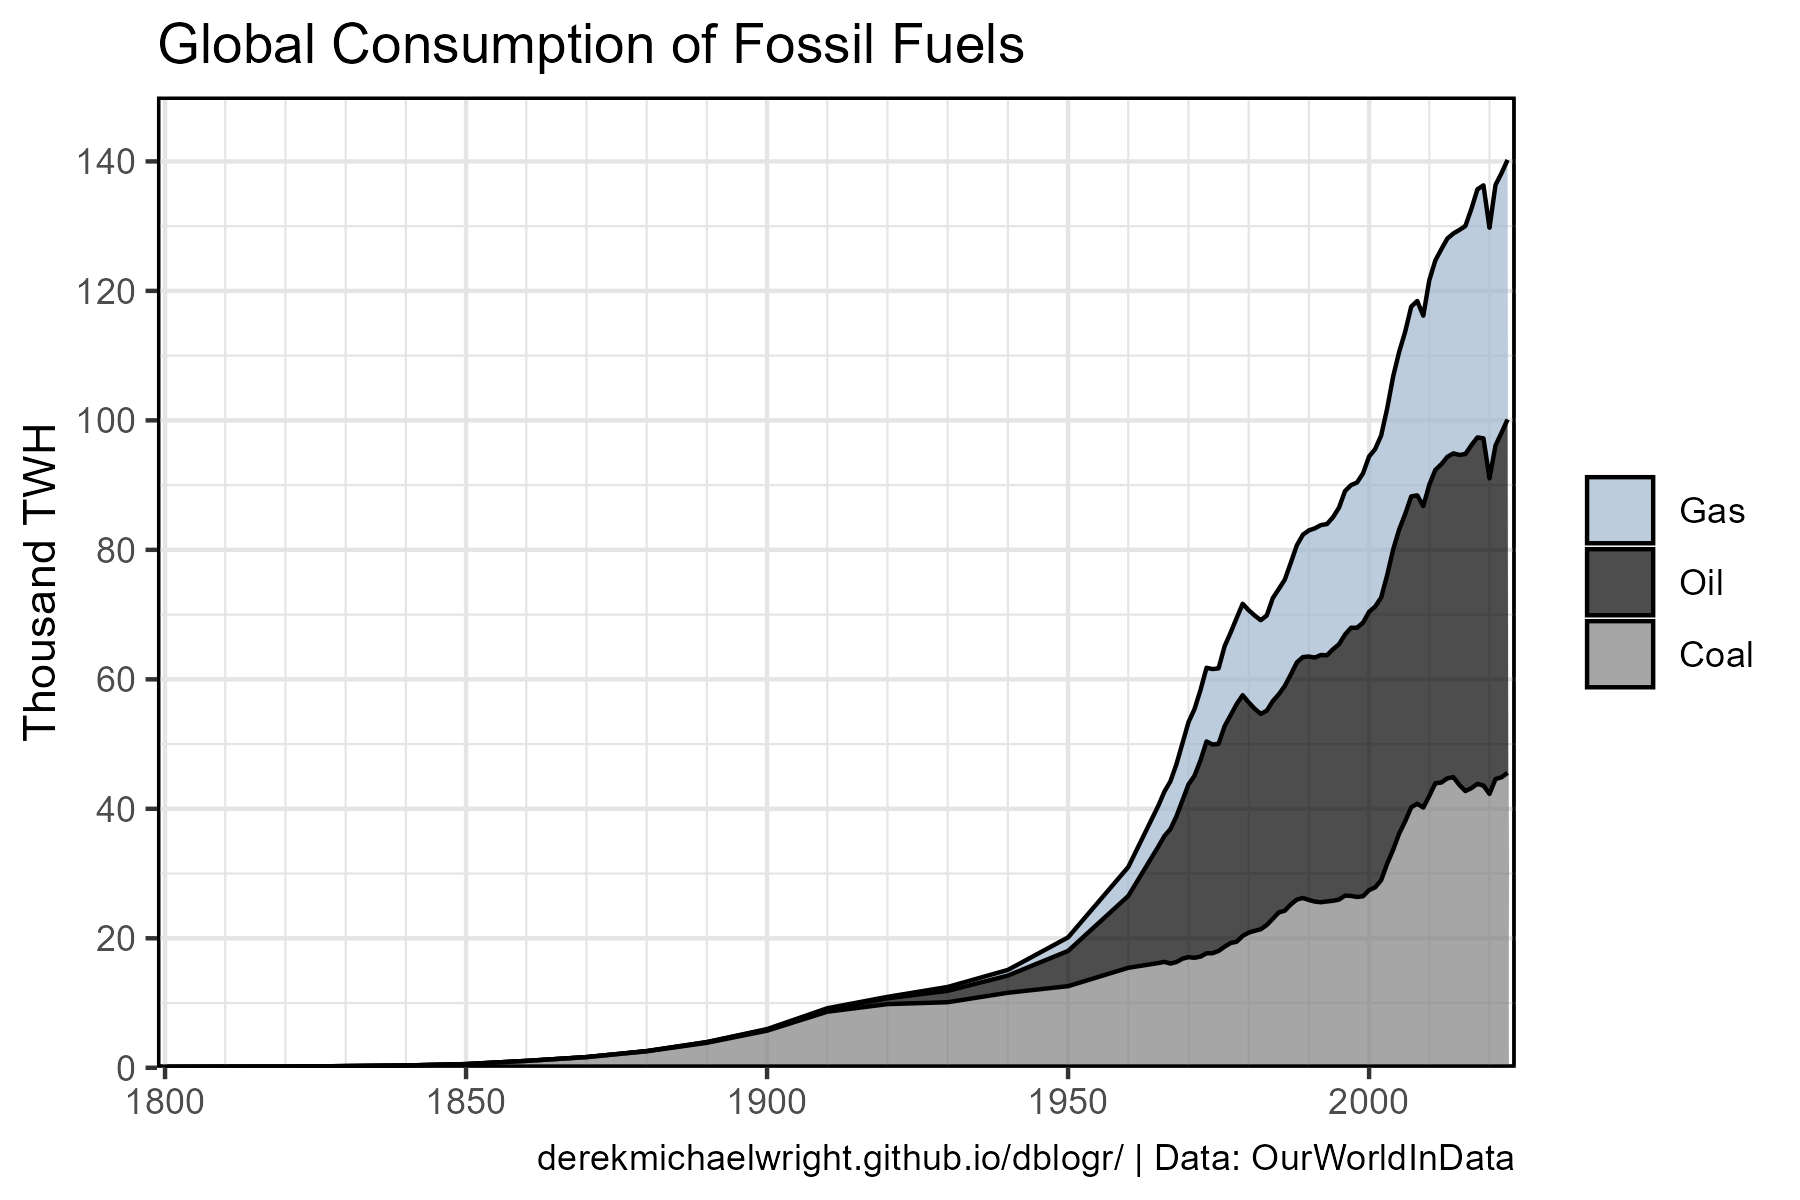 Global Consumption of Fossil Fuels
Thousand TWH
140
120
100
80
60
40
20
0
1800
1850
1900
1950
2000
Gas
Oil
Coal
derekmichaelwright.github.io/dblogr/ | Data: OurWorldInData